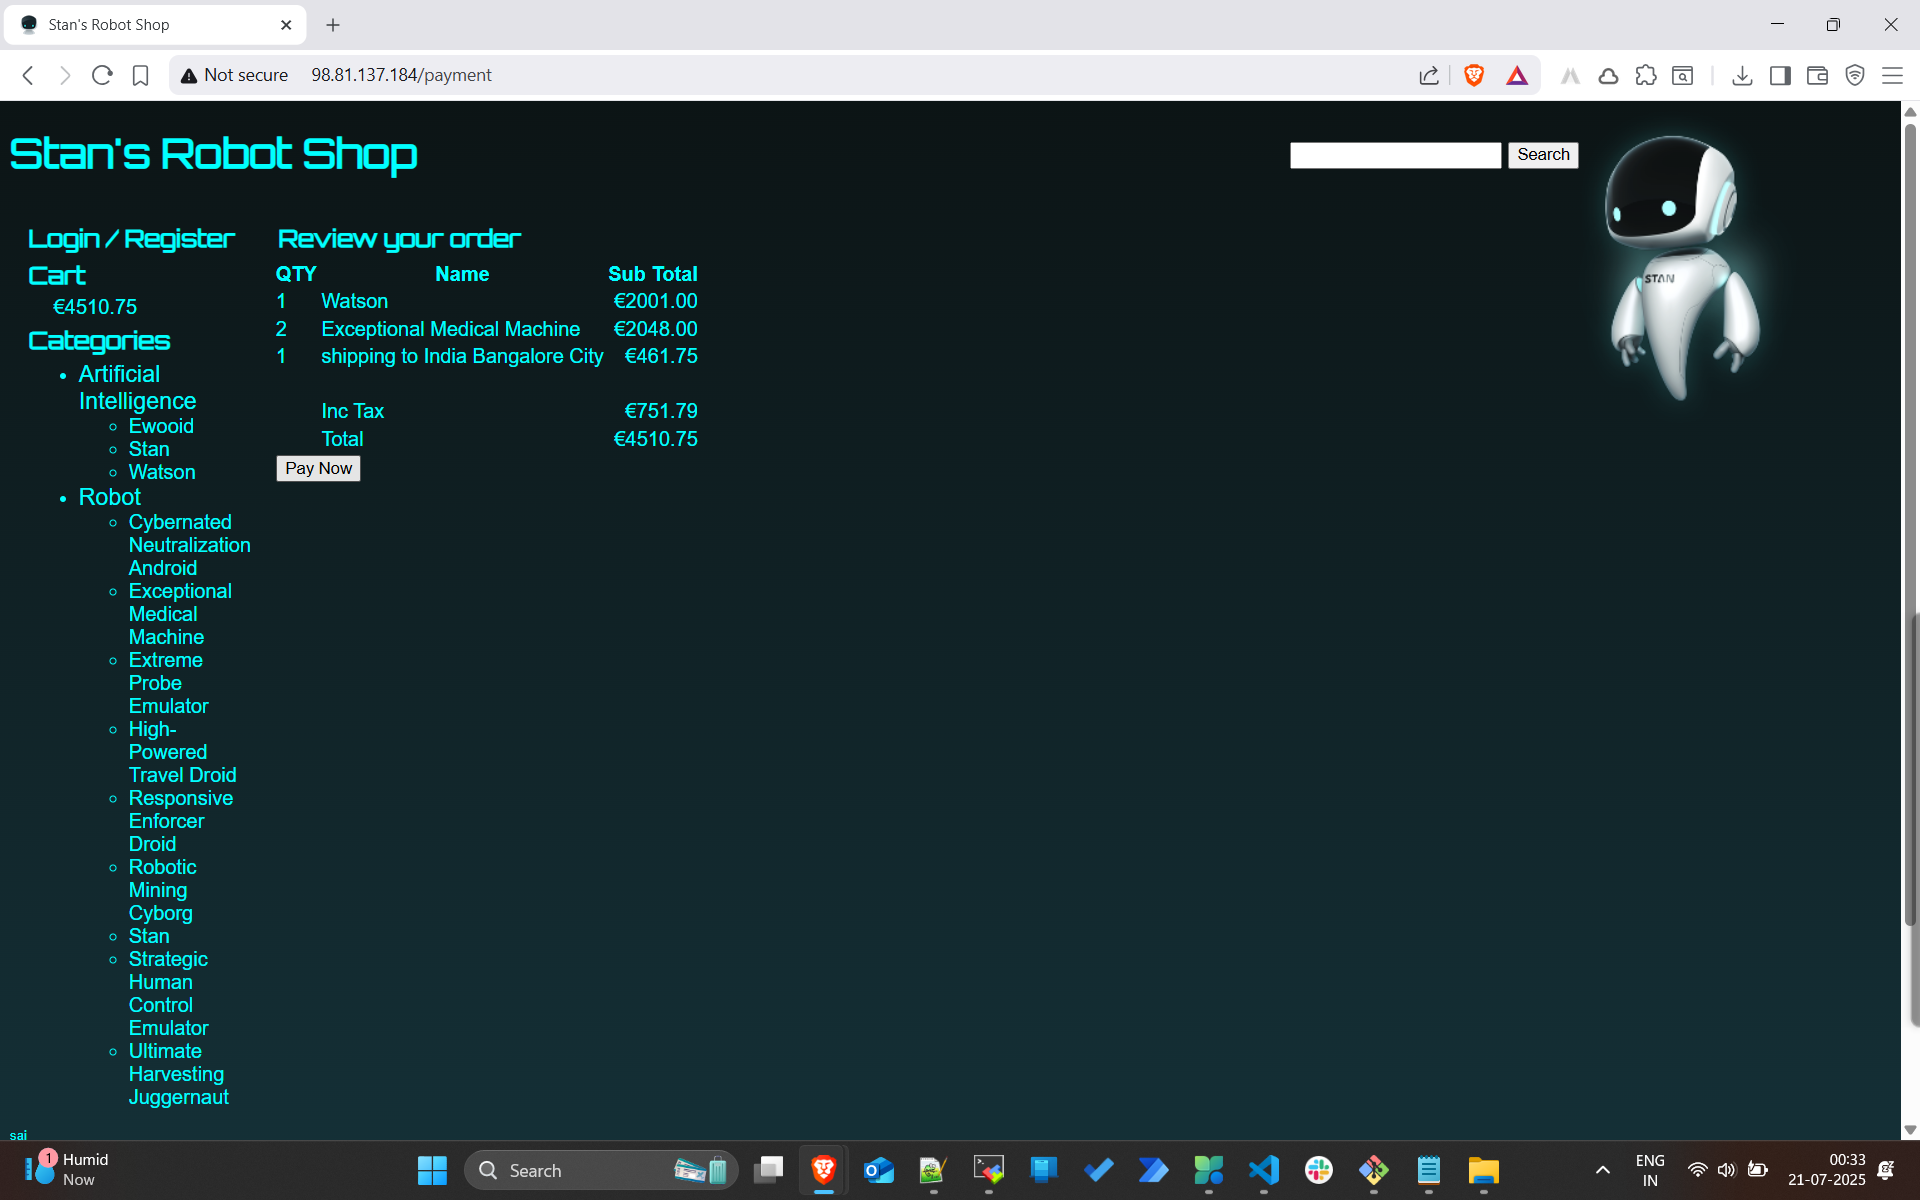 Stan's Robot Shop
Not secure 98.81.137.184/payment
Stan's Robot Shop
Search
STAN
Login / Register
Cart
€4510.75
Categories
Artificial
Intelligence
Ewooid
Stan
Watson
Robot
Cybernated
Neutralization
Android
Exceptional
Medical
Machine
Extreme
Probe
Emulator
High-
Powered
Travel Droid
Responsive
Enforcer
Droid
Robotic
Mining
Cyborg
Stan
Strategic
Human
Control
Emulator
Ultimate
Harvesting
Juggernaut
Review your order
QTY Name Sub Total
1 Watson €2001.00
2 Exceptional Medical Machine €2048.00
1 shipping to India Bangalore City €461.75
Inc Tax €751.79
Total €4510.75
Pay Now
sai
1
Humid
Now
Search
ENG
IN
00:33
21-07-2025